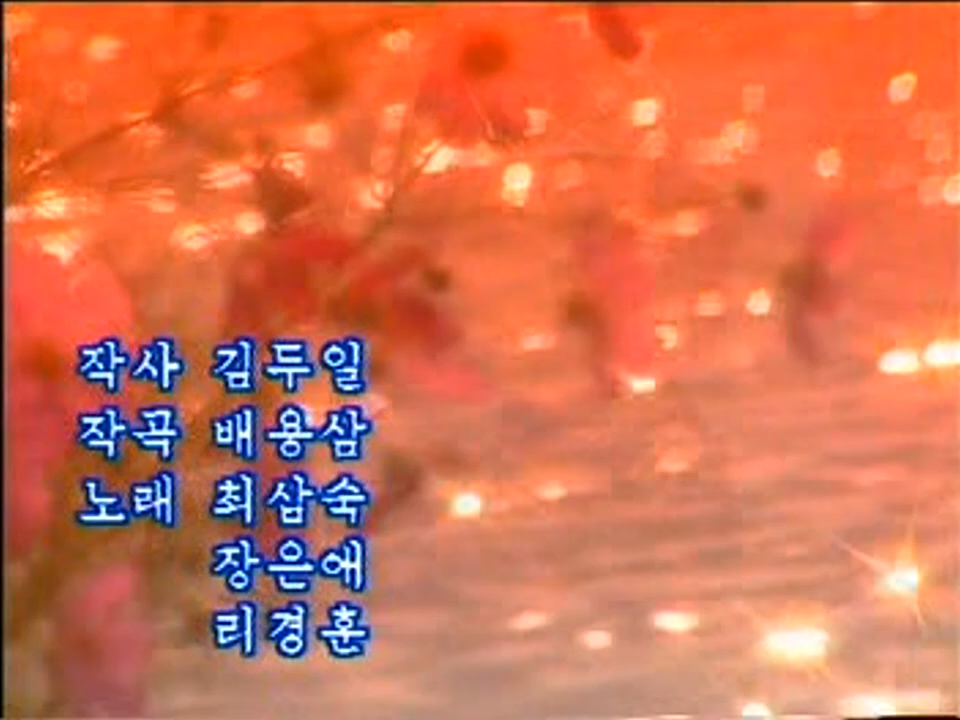 작사 김두일
작곡 배용삼
노래 최삼숙
장은애
리경훈